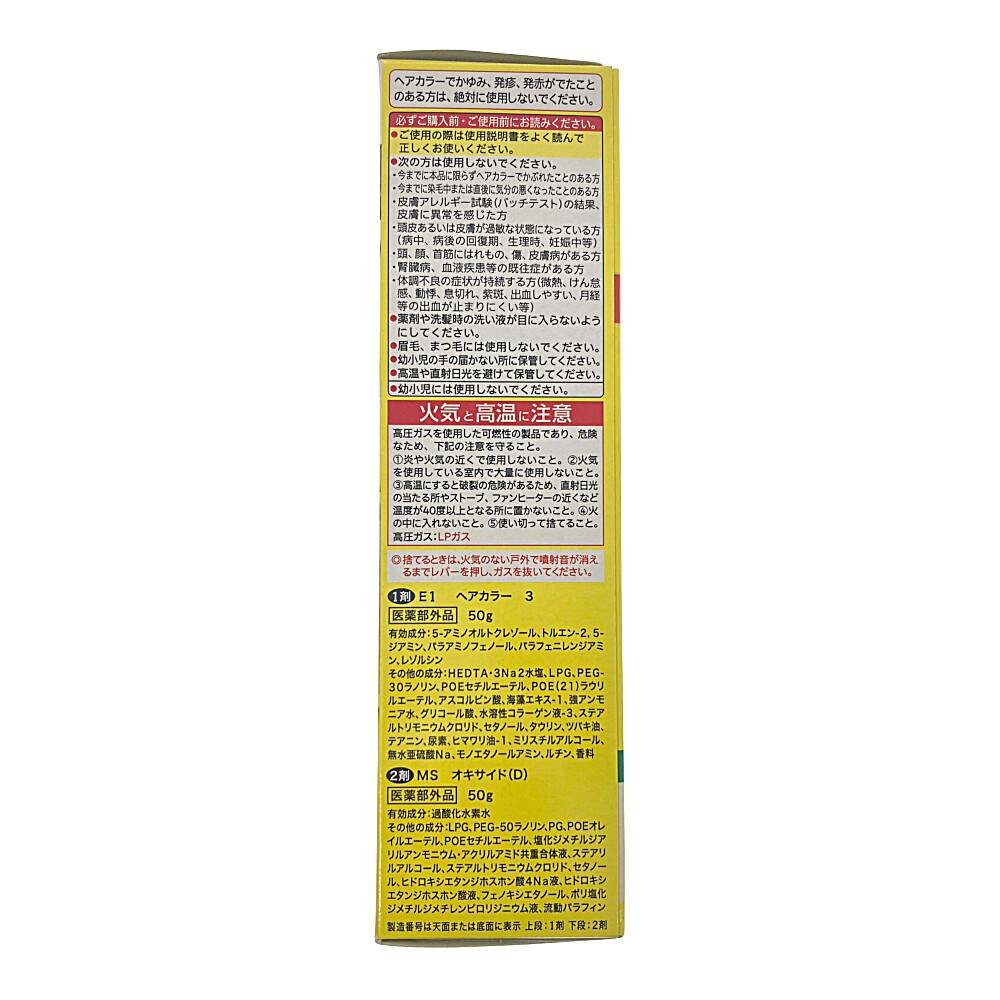 ヘアカラーでかゆみ、発疹、発赤がでたこと
のある方は、絶対に使用しないでください。
必ずご購入前・ご使用前にお読みください。
●ご使用の際は使用説明書をよく読んで
正しくお使いください。
●次の方は使用しないでください。
・今までに本品に限らずヘアカラーでかぶれたことのある方
・今までに染毛中または直後に気分の悪くなったことのある方
・皮膚アレルギー試験(パッチテスト)の結果、
皮膚に異常を感じた方
・頭皮あるいは皮膚が過敏な状態になっている方
(病中、病後の回復期、生理時、妊娠中等)
・頭、顔、首筋にはれもの、傷、皮膚病がある方
・腎臓病、血液疾患等の既往症がある方
・体調不良の症状が持続する方(微熱、けん怠
感、動悸、息切れ、紫斑、出血しやすい、月経
等の出血が止まりにくい等)
●薬剤や洗髪時の洗い液が目に入らないよう
にしてください。
●眉毛、まつ毛には使用しないでください。
●幼小児の手の届かない所に保管してください。
●高温や直射日光を避けて保管してください。
●幼小児には使用しないでください。
火気と高温に注意
高圧ガスを使用した可燃性の製品であり、危険
なため、下記の注意を守ること。
①炎や火気の近くで使用しないこと。②火気
を使用している室内で大量に使用しないこと。
③高温にすると破裂の危険があるため、直射日光
の当たる所やストーブ、ファンヒーターの近くなど
温度が40度以上となる所に置かないこと。④火
の中に入れないこと。⑤使い切って捨てること。
高圧ガス:LPガス
◎捨てるときは、火気のない戸外で噴射音が消え
るまでレバーを押し、ガスを抜いてください。
1剤 E1 ヘアカラー 3
医薬部外品 50g
有効成分:5-アミノオルトクレゾール、トルエン-2, 5-
ジアミン、パラアミノフェノール、パラフェニレンジアミ
ン、レゾルシン
その他の成分:HEDTA・3Na2水塩、LPG、PEG-
30ラノリン、POEセチルエーテル、POE(21)ラウリ
ルエーテル、アスコルビン酸、海藻エキス-1、強アンモ
ニア水、グリコール酸、水溶性コラーゲン液-3、ステア
ルトリモニウムクロリド、セタノール、タウリン、ツバキ油、
テアニン、尿素、ヒマワリ油-1、ミリスチルアルコール、
無水亜硫酸Na、モノエタノールアミン、ルチン、香料
2剤 MS オキサイド(D)
医薬部外品 50g
有効成分:過酸化水素水
その他の成分:LPG、PEG-50ラノリン、PG、POEオレ
イルエーテル、POEセチルエーテル、塩化ジメチルジア
リルアンモニウム・アクリルアミド共重合体液、ステアリ
ルアルコール、ステアルトリモニウムクロリド、セタノー
ル、ヒドロキシエタンジホスホン酸4Na液、ヒドロキシ
エタンジホスホン酸液、フェノキシエタノール、ポリ塩化
ジメチルジメチレンピロリジニウム液、流動パラフィン
製造番号は天面または底面に表示 上段:1剤 下段:2剤